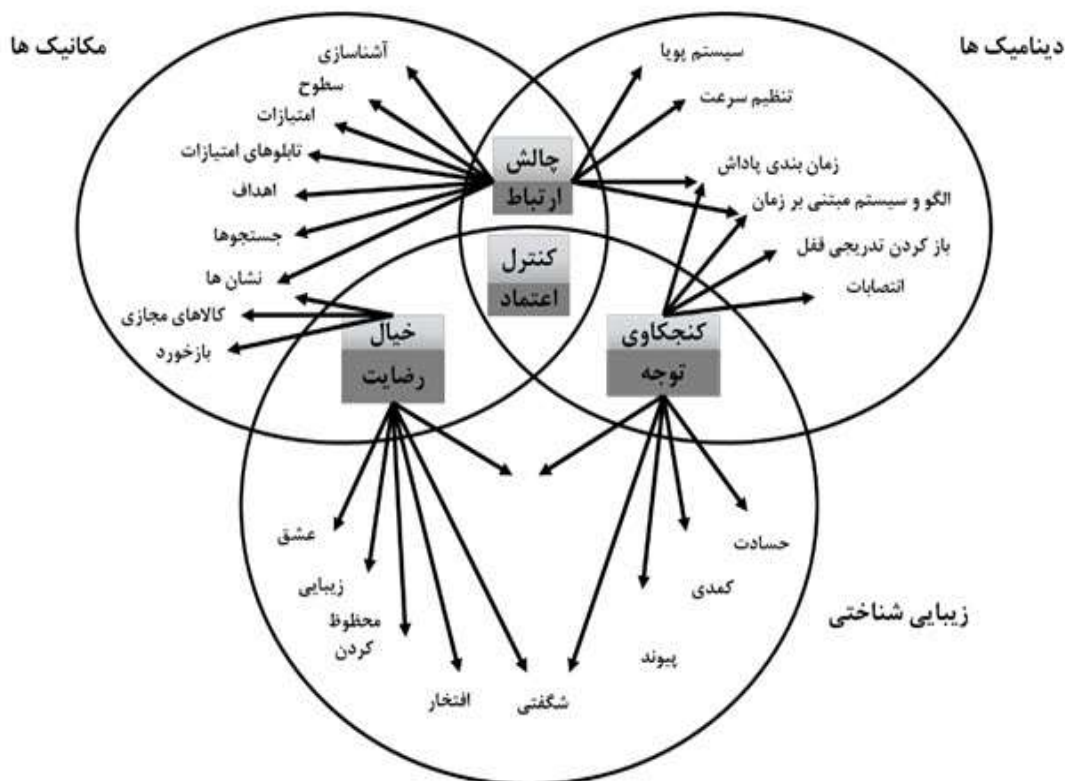 مکانیک ها
دینامیک ها
آشناسازی
سطوح
امتیازات
تابلوهای امتیازات
اهداف
جستجوها
نشان ها
کالاهای مجازی
بازخورد
سیستم پویا
تنظیم سرعت
زمان بندی پاداش
الگو و سیستم مبتنی بر زمان
باز کردن تدریجی قفل
انتصابات
چالش
ارتباط
کنترل
اعتماد
کنجکاوی
توجه
خیال
رضایت
حسادت
کمدی
پیوند
شگفتی
افتخار
محظوظ
کردن
زیبایی
عشق
زیبایی شناختی